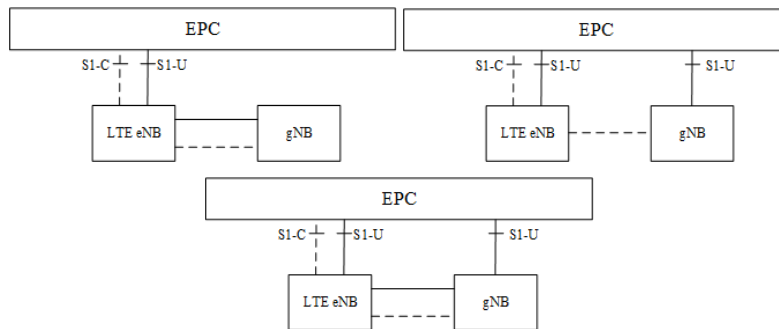 EPC
S1-C
S1-U
LTE eNB
gNB
EPC
S1-C
S1-U
S1-U
LTE eNB
gNB
EPC
S1-C
S1-U
S1-U
LTE eNB
gNB